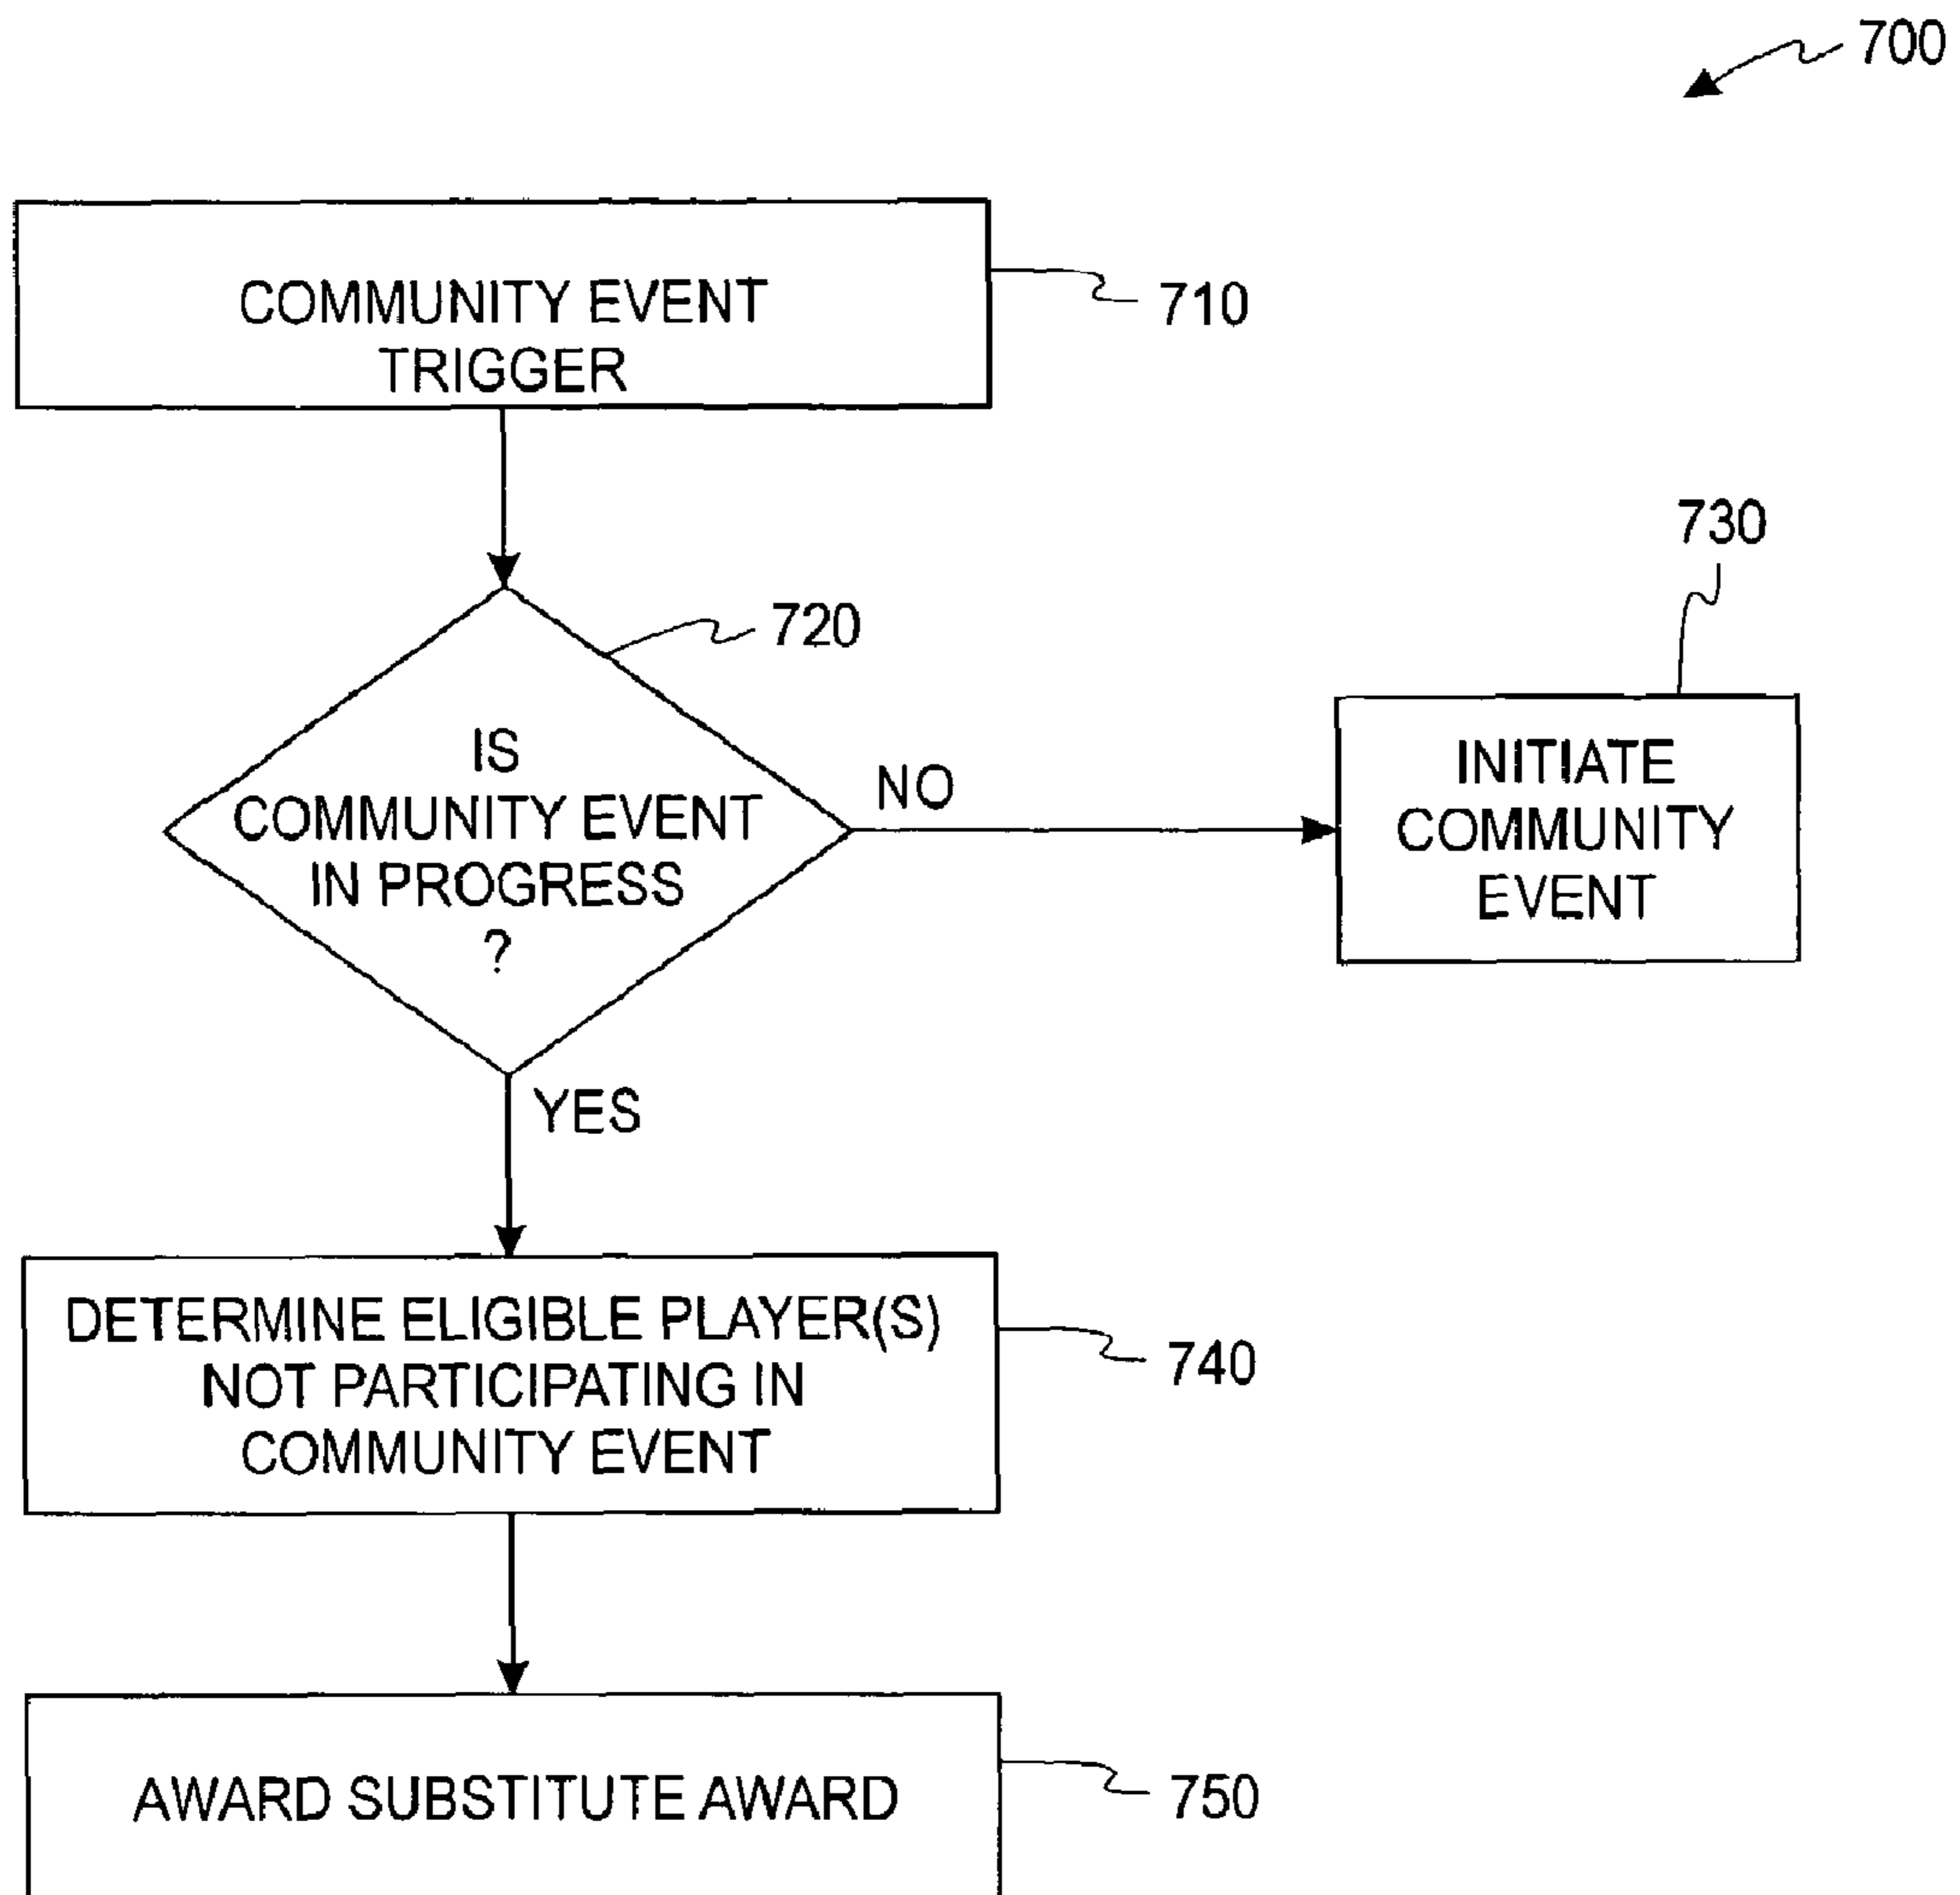 700
COMMUNITY EVENT
TRIGGER
710
730
720
IS
COMMUNITY EVENT
IN PROGRESS
?
NO
INITIATE
COMMUNITY
EVENT
YES
DETERMINE ELIGIBLE PLAYER(S)
NOT PARTICIPATING IN
COMMUNITY EVENT
740
AWARD SUBSTITUTE AWARD
750